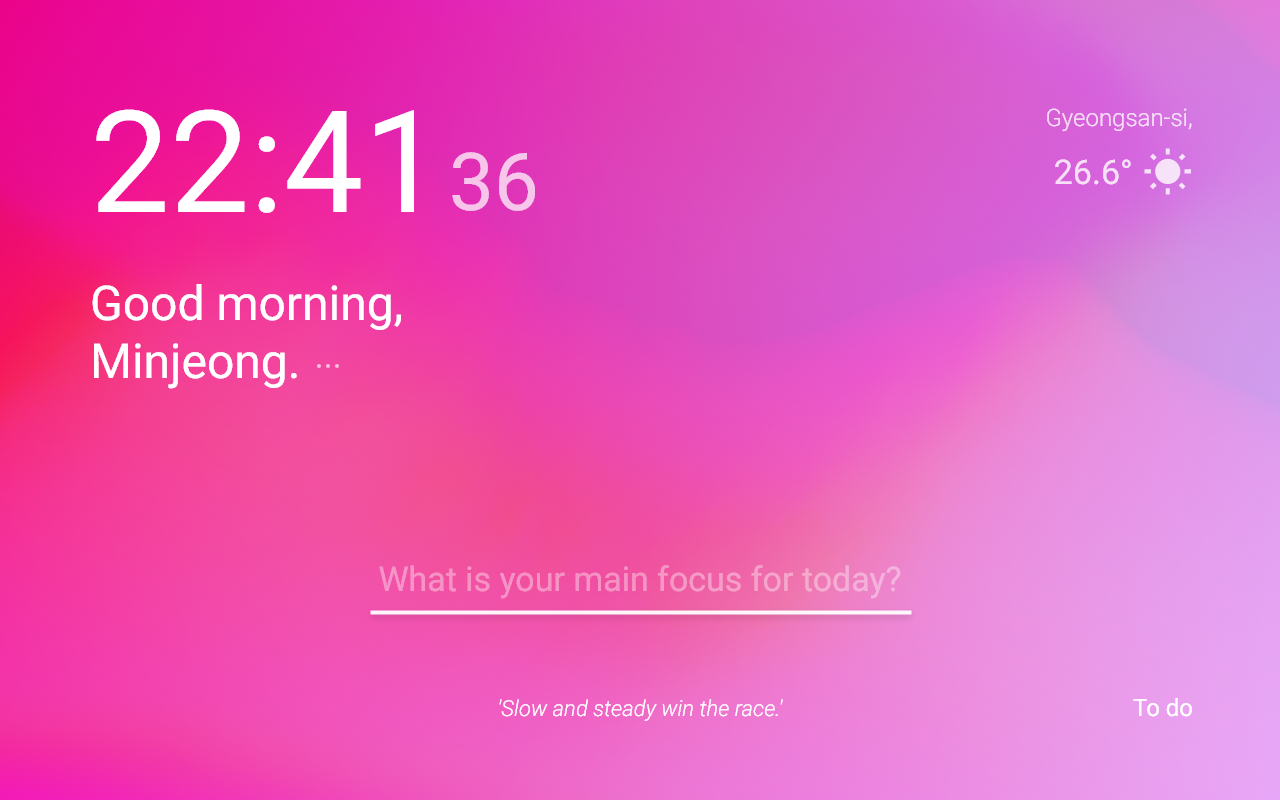 22:41 36
Gyeongsan-si,
26.6°
Good morning,
Minjeong. ...
What is your main focus for today?
'Slow and steady win the race.'
To do